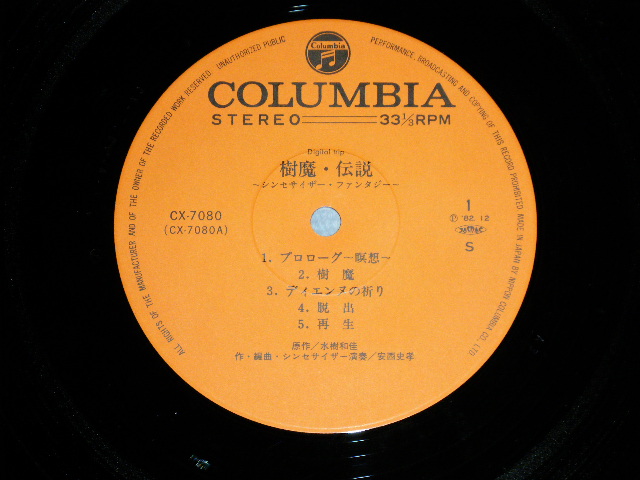 ALL RIGHTS OF THE MANUFACTURER AND OF THE OWNER OF THE RECORDED WORK RESERVED. UNAUTHORIZED PUBLIC PERFORMANCE, BROADCASTING AND COPYING OF THIS RECORD PROHIBITED MADE IN JAPAN BY NIPPON COLUMBIA CO., LTD.
Columbia
COLUMBIA
STEREO 33⅓RPM
Digital trip
樹魔・伝説
〜シンセサイザー・ファンタジー〜
CX-7080
(CX-7080A)
1
Ⓟ '82.12
S
1. プロローグ〜瞑想〜
2. 樹 魔
3. ディエンヌの祈り
4. 脱 出
5. 再 生
原作／水樹和佳
作・編曲・シンセサイザー演奏／安西史孝